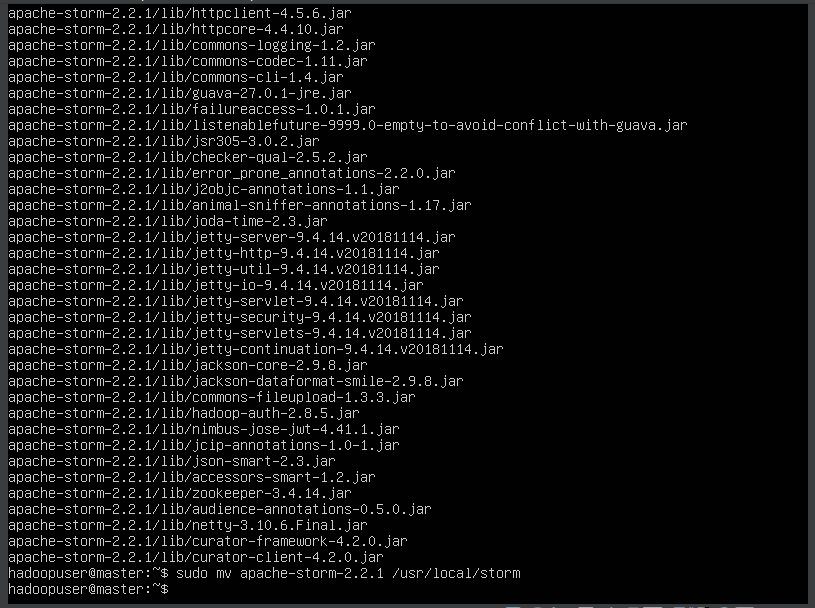 apache-storm-2.2.1/lib/httpclient-4.5.6.jar
apache-storm-2.2.1/lib/httpcore-4.4.10.jar
apache-storm-2.2.1/lib/commons-logging-1.2.jar
apache-storm-2.2.1/lib/commons-codec-1.11.jar
apache-storm-2.2.1/lib/commons-cli-1.4.jar
apache-storm-2.2.1/lib/guava-27.0.1-jre.jar
apache-storm-2.2.1/lib/failureaccess-1.0.1.jar
apache-storm-2.2.1/lib/listenablefuture-9999.0-empty-to-avoid-conflict-with-guava.jar
apache-storm-2.2.1/lib/jsr305-3.0.2.jar
apache-storm-2.2.1/lib/checker-qual-2.5.2.jar
apache-storm-2.2.1/lib/error_prone_annotations-2.2.0.jar
apache-storm-2.2.1/lib/j2objc-annotations-1.1.jar
apache-storm-2.2.1/lib/animal-sniffer-annotations-1.17.jar
apache-storm-2.2.1/lib/joda-time-2.3.jar
apache-storm-2.2.1/lib/jetty-server-9.4.14.v20181114.jar
apache-storm-2.2.1/lib/jetty-http-9.4.14.v20181114.jar
apache-storm-2.2.1/lib/jetty-util-9.4.14.v20181114.jar
apache-storm-2.2.1/lib/jetty-io-9.4.14.v20181114.jar
apache-storm-2.2.1/lib/jetty-servlet-9.4.14.v20181114.jar
apache-storm-2.2.1/lib/jetty-security-9.4.14.v20181114.jar
apache-storm-2.2.1/lib/jetty-servlets-9.4.14.v20181114.jar
apache-storm-2.2.1/lib/jetty-continuation-9.4.14.v20181114.jar
apache-storm-2.2.1/lib/jackson-core-2.9.8.jar
apache-storm-2.2.1/lib/jackson-dataformat-smile-2.9.8.jar
apache-storm-2.2.1/lib/commons-fileupload-1.3.3.jar
apache-storm-2.2.1/lib/hadoop-auth-2.8.5.jar
apache-storm-2.2.1/lib/nimbus-jose-jwt-4.41.1.jar
apache-storm-2.2.1/lib/jcip-annotations-1.0-1.jar
apache-storm-2.2.1/lib/json-smart-2.3.jar
apache-storm-2.2.1/lib/accessors-smart-1.2.jar
apache-storm-2.2.1/lib/zookeeper-3.4.14.jar
apache-storm-2.2.1/lib/audience-annotations-0.5.0.jar
apache-storm-2.2.1/lib/netty-3.10.6.Final.jar
apache-storm-2.2.1/lib/curator-framework-4.2.0.jar
apache-storm-2.2.1/lib/curator-client-4.2.0.jar
hadoopuser@master:~$ sudo mv apache-storm-2.2.1 /usr/local/storm
hadoopuser@master:~$